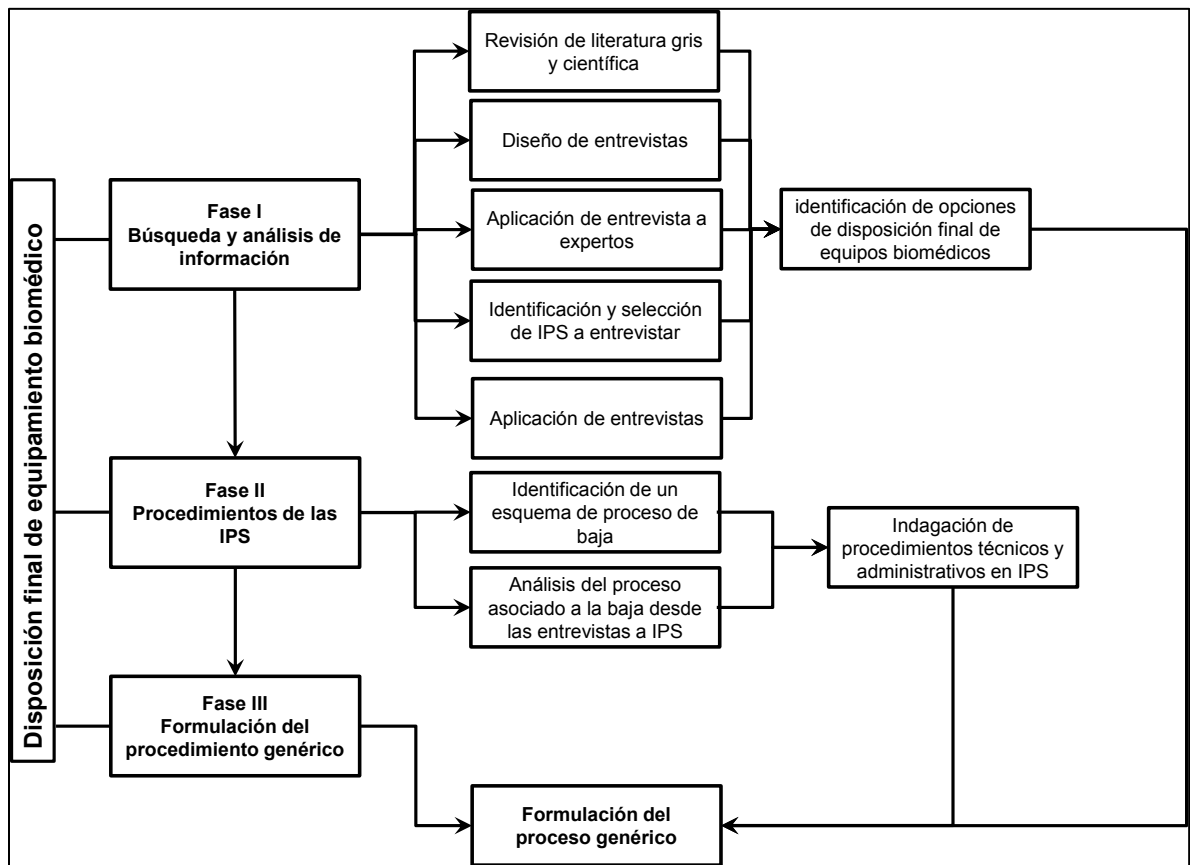 Disposición final de equipamiento biomédico
Fase I
Búsqueda y análisis de
información
Revisión de literatura gris
y científica
Diseño de entrevistas
Aplicación de entrevista a
expertos
Identificación y selección
de IPS a entrevistar
Aplicación de entrevistas
identificación de opciones
de disposición final de
equipos biomédicos
Fase II
Procedimientos de las
IPS
Identificación de un
esquema de proceso de
baja
Análisis del proceso
asociado a la baja desde
las entrevistas a IPS
Indagación de
procedimientos técnicos y
administrativos en IPS
Fase III
Formulación del
procedimiento genérico
Formulación del
proceso genérico